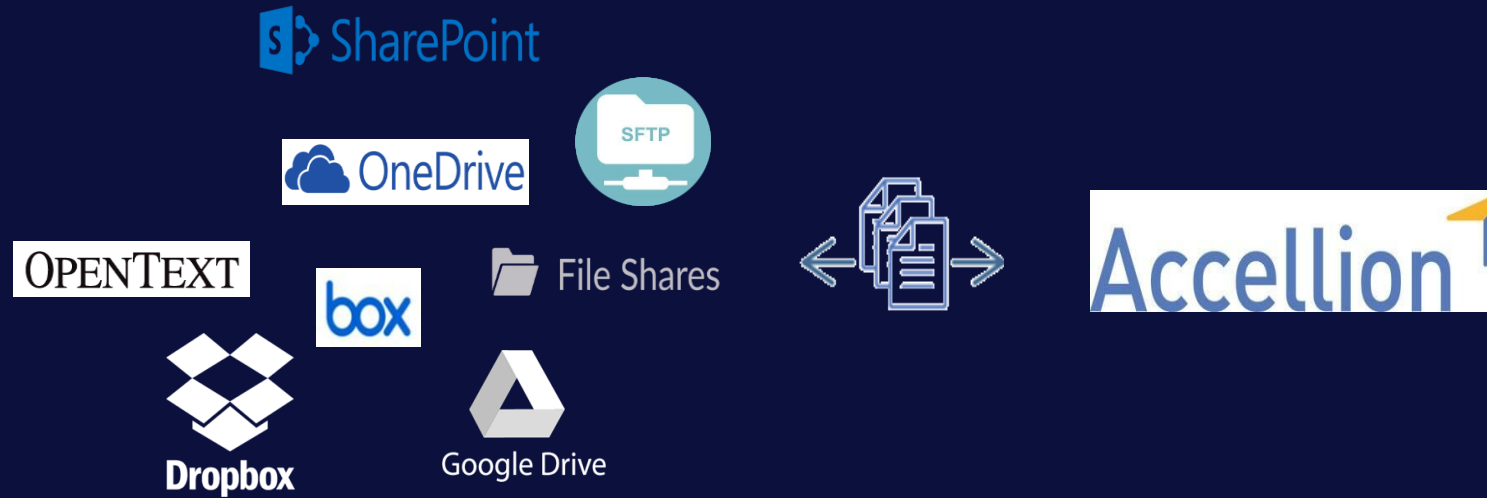 S SharePoint
SFTP
OneDrive
OPENTEXT
File Shares
box
Accellion
Dropbox
Google Drive